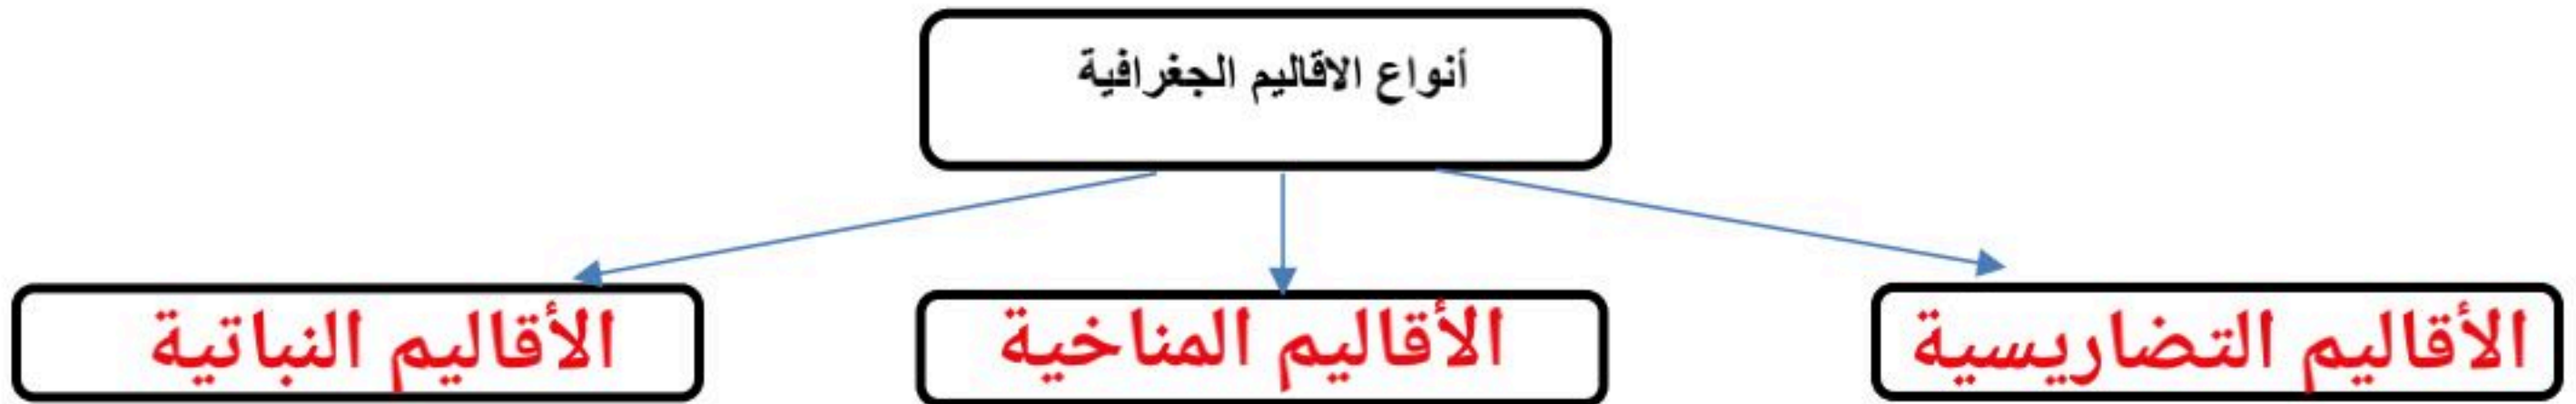 أنواع الاقاليم الجغرافية
الأقاليم التضاريسية
الأقاليم المناخية
الأقاليم النباتية